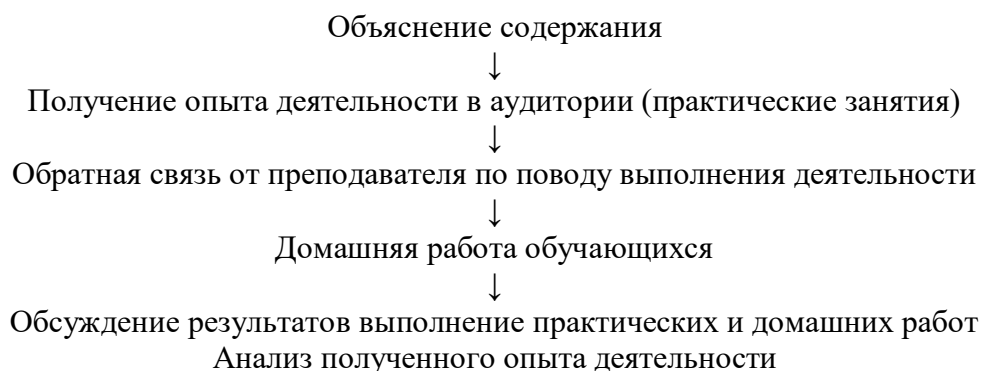 Объяснение содержания
↓
Получение опыта деятельности в аудитории (практические занятия)
↓
Обратная связь от преподавателя по поводу выполнения деятельности
↓
Домашняя работа обучающихся
↓
Обсуждение результатов выполнение практических и домашних работ
Анализ полученного опыта деятельности